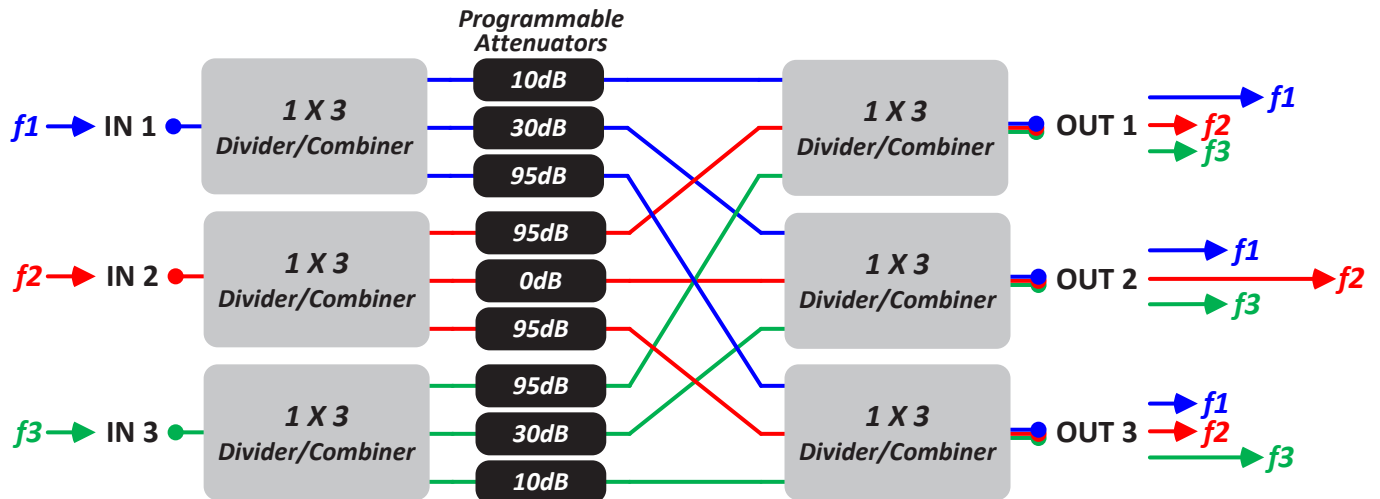 Programmable
Attenuators
f1 IN 1
1 X 3
Divider/Combiner
10dB
30dB
95dB
1 X 3
Divider/Combiner
OUT 1
f1
f2
f3
f2 IN 2
1 X 3
Divider/Combiner
95dB
0dB
95dB
1 X 3
Divider/Combiner
OUT 2
f1
f2
f3
f3 IN 3
1 X 3
Divider/Combiner
95dB
30dB
10dB
1 X 3
Divider/Combiner
OUT 3
f1
f2
f3